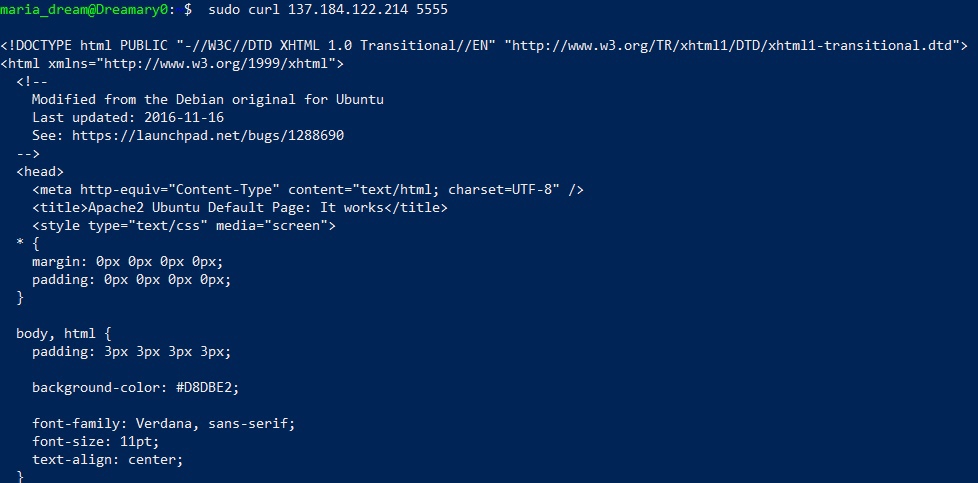 maria_dream@Dreamary0: $  sudo curl 137.184.122.214 5555
<!DOCTYPE html PUBLIC "-//W3C//DTD XHTML 1.0 Transitional//EN" "http://www.w3.org/TR/xhtml1/DTD/xhtml1-transitional.dtd">
<html xmlns="http://www.w3.org/1999/xhtml">
  <!--
    Modified from the Debian original for Ubuntu
    Last updated: 2016-11-16
    See: https://launchpad.net/bugs/1288690
  -->
  <head>
    <meta http-equiv="Content-Type" content="text/html; charset=UTF-8" />
    <title>Apache2 Ubuntu Default Page: It works</title>
    <style type="text/css" media="screen">
  * {
    margin: 0px 0px 0px 0px;
    padding: 0px 0px 0px 0px;
  }
  body, html {
    padding: 3px 3px 3px 3px;
    background-color: #D8DBE2;
    font-family: Verdana, sans-serif;
    font-size: 11pt;
    text-align: center;
  }